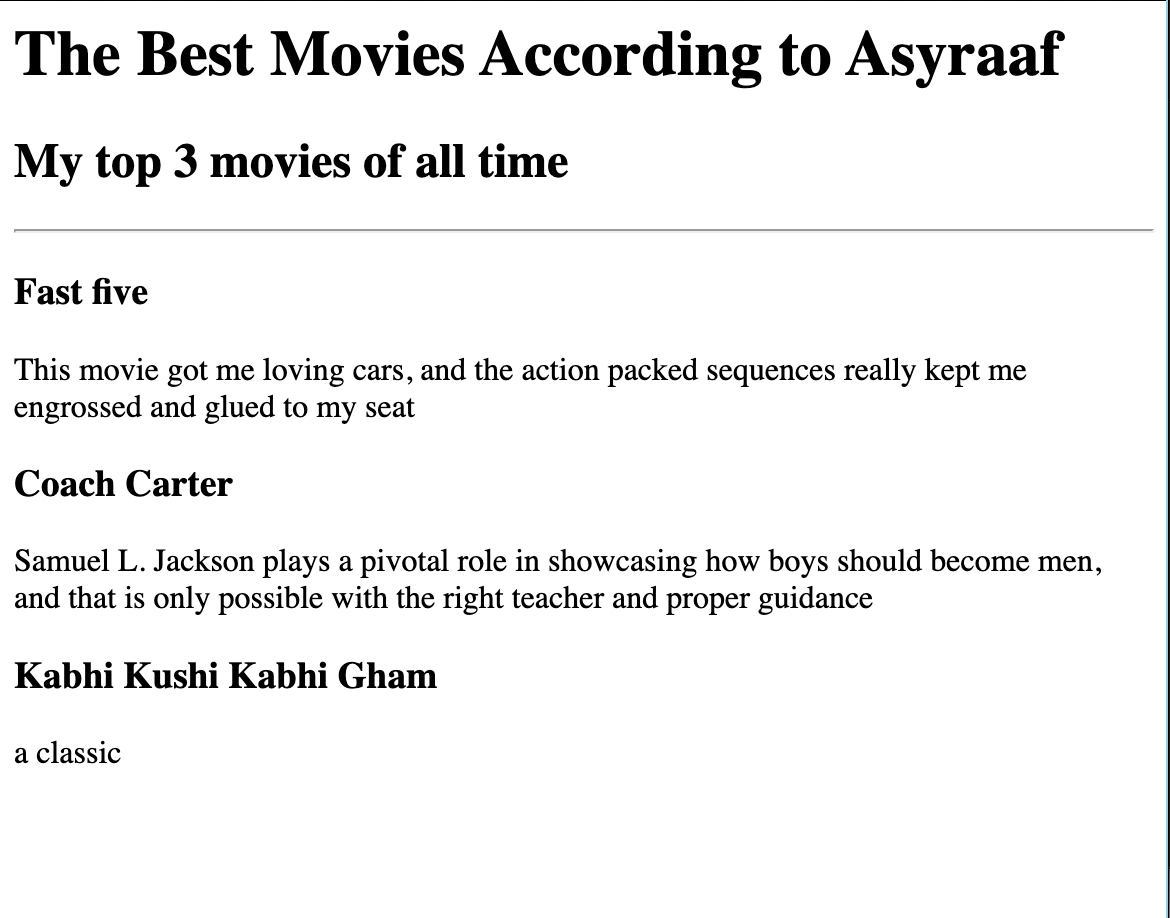 The Best Movies According to Asyraaf
My top 3 movies of all time
Fast five
This movie got me loving cars, and the action packed sequences really kept me
engrossed and glued to my seat
Coach Carter
Samuel L. Jackson plays a pivotal role in showcasing how boys should become men,
and that is only possible with the right teacher and proper guidance
Kabhi Kushi Kabhi Gham
a classic